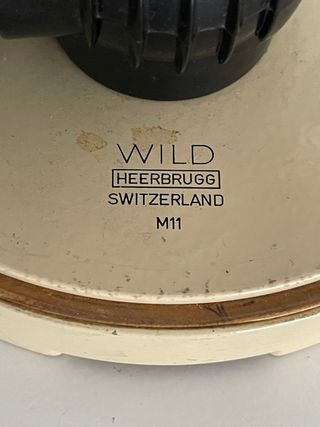 WILD
HEERBRUGG
SWITZERLAND
M11